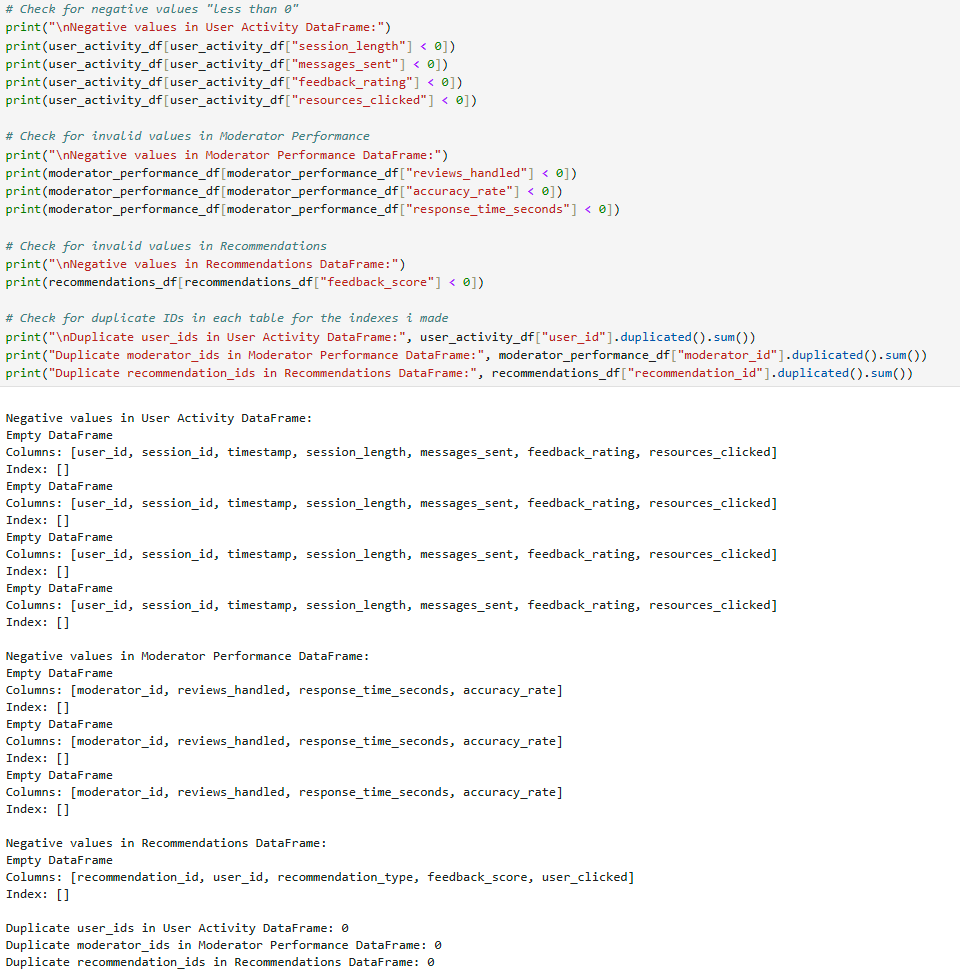 # Check for negative values "less than 0"
print("\nNegative values in User Activity DataFrame:")
print(user_activity_df[user_activity_df["session_length"] < 0])
print(user_activity_df[user_activity_df["messages_sent"] < 0])
print(user_activity_df[user_activity_df["feedback_rating"] < 0])
print(user_activity_df[user_activity_df["resources_clicked"] < 0])

# Check for invalid values in Moderator Performance
print("\nNegative values in Moderator Performance DataFrame:")
print(moderator_performance_df[moderator_performance_df["reviews_handled"] < 0])
print(moderator_performance_df[moderator_performance_df["accuracy_rate"] < 0])
print(moderator_performance_df[moderator_performance_df["response_time_seconds"] < 0])

# Check for invalid values in Recommendations
print("\nNegative values in Recommendations DataFrame:")
print(recommendations_df[recommendations_df["feedback_score"] < 0])

# Check for duplicate IDs in each table for the indexes i made
print("\nDuplicate user_ids in User Activity DataFrame:", user_activity_df["user_id"].duplicated().sum())
print("Duplicate moderator_ids in Moderator Performance DataFrame:", moderator_performance_df["moderator_id"].duplicated().sum())
print("Duplicate recommendation_ids in Recommendations DataFrame:", recommendations_df["recommendation_id"].duplicated().sum())

Negative values in User Activity DataFrame:
Empty DataFrame
Columns: [user_id, session_id, timestamp, session_length, messages_sent, feedback_rating, resources_clicked]
Index: []
Empty DataFrame
Columns: [user_id, session_id, timestamp, session_length, messages_sent, feedback_rating, resources_clicked]
Index: []
Empty DataFrame
Columns: [user_id, session_id, timestamp, session_length, messages_sent, feedback_rating, resources_clicked]
Index: []
Empty DataFrame
Columns: [user_id, session_id, timestamp, session_length, messages_sent, feedback_rating, resources_clicked]
Index: []

Negative values in Moderator Performance DataFrame:
Empty DataFrame
Columns: [moderator_id, reviews_handled, response_time_seconds, accuracy_rate]
Index: []
Empty DataFrame
Columns: [moderator_id, reviews_handled, response_time_seconds, accuracy_rate]
Index: []
Empty DataFrame
Columns: [moderator_id, reviews_handled, response_time_seconds, accuracy_rate]
Index: []

Negative values in Recommendations DataFrame:
Empty DataFrame
Columns: [recommendation_id, user_id, recommendation_type, feedback_score, user_clicked]
Index: []

Duplicate user_ids in User Activity DataFrame: 0
Duplicate moderator_ids in Moderator Performance DataFrame: 0
Duplicate recommendation_ids in Recommendations DataFrame: 0